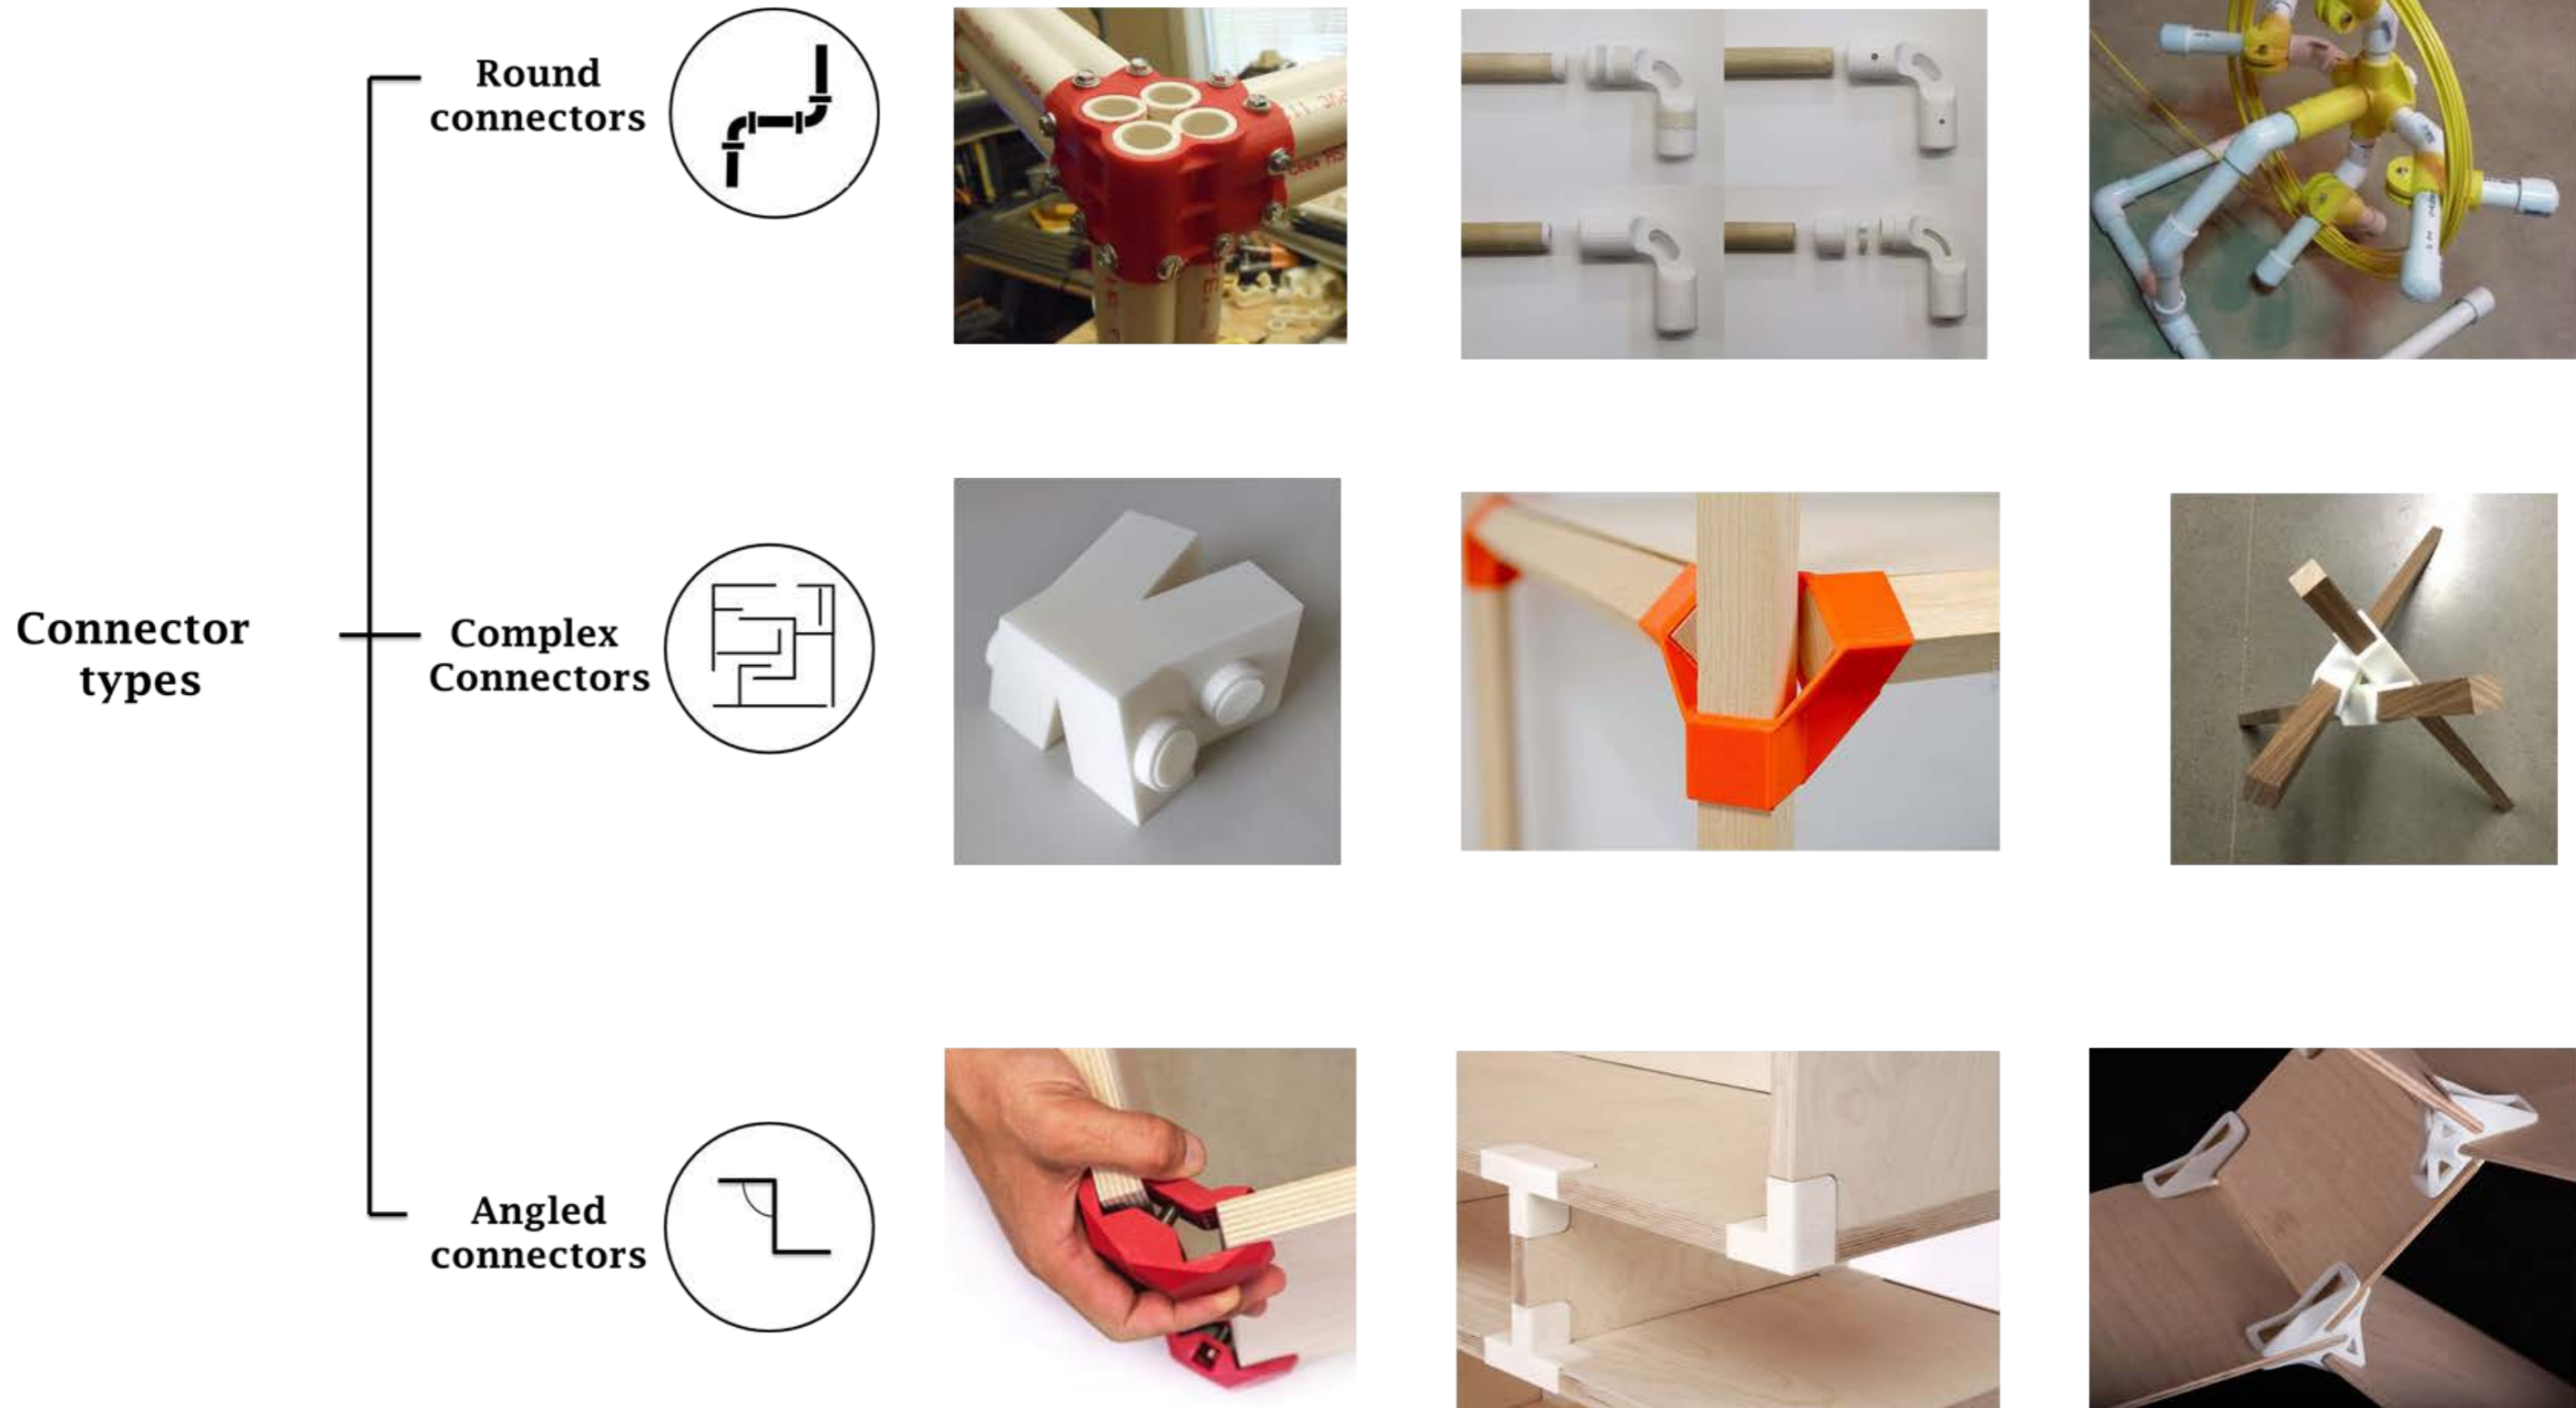 Round
connectors
Connector
types
Complex
Connectors
Angled
connectors